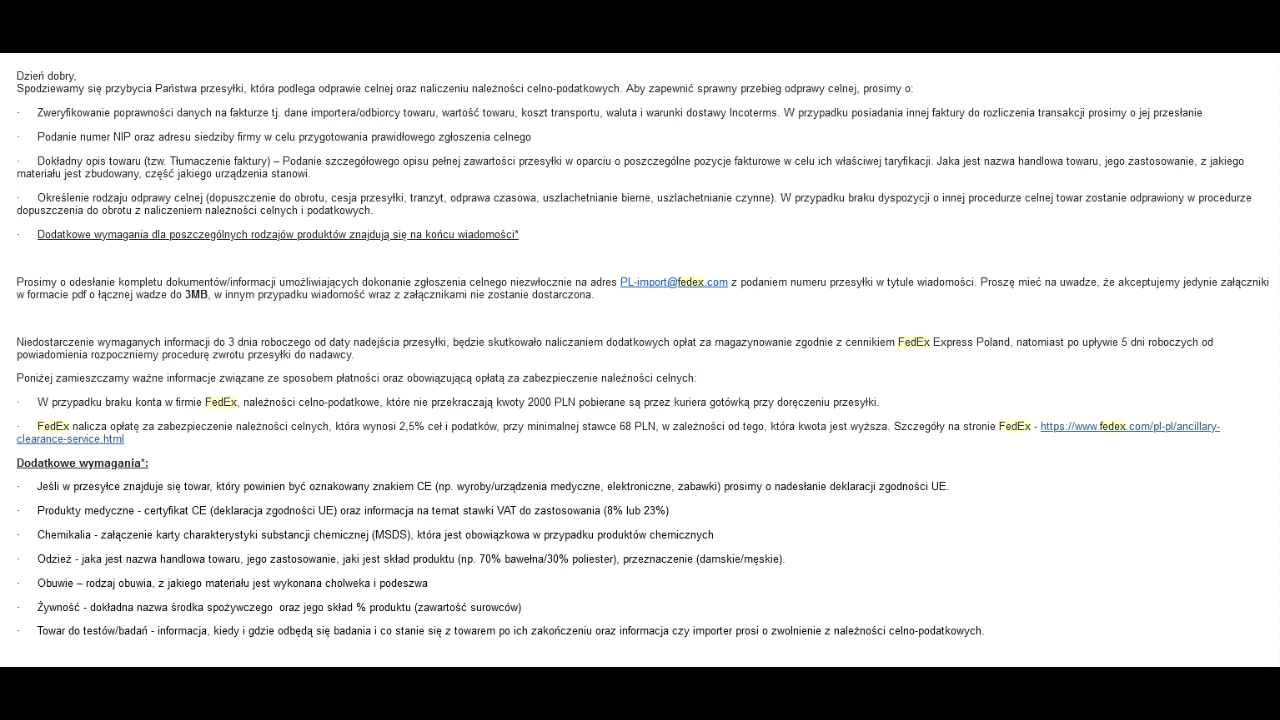 Dzień dobry,
Spodziewamy się przybycia Państwa przesyłki, która podlega odprawie celnej oraz naliczeniu należności celno-podatkowych. Aby zapewnić sprawny przebieg odprawy celnej, prosimy o:
· Zweryfikowanie poprawności danych na fakturze tj. dane importera/odbiorcy towaru, wartość towaru, koszt transportu, waluta i warunki dostawy Incoterms. W przypadku posiadania innej faktury do rozliczenia transakcji prosimy o jej przesłanie
· Podanie numer NIP oraz adresu siedziby firmy w celu przygotowania prawidłowego zgłoszenia celnego
· Dokładny opis towaru (tzw. Tłumaczenie faktury) – Podanie szczegółowego opisu pełnej zawartości przesyłki w oparciu o poszczególne pozycje fakturowe w celu ich właściwej taryfikacji. Jaka jest nazwa handlowa towaru, jego zastosowanie, z jakiego
materiału jest zbudowany, część jakiego urządzenia stanowi.
· Określenie rodzaju odprawy celnej (dopuszczenie do obrotu, cesja przesyłki, tranzyt, odprawa czasowa, uszlachetnianie bierne, uszlachetnianie czynne). W przypadku braku dyspozycji o innej procedurze celnej towar zostanie odprawiony w procedurze
dopuszczenia do obrotu z naliczeniem należności celnych i podatkowych.
· Dodatkowe wymagania dla poszczególnych rodzajów produktów znajdują się na końcu wiadomości*
Prosimy o odesłanie kompletu dokumentów/informacji umożliwiających dokonanie zgłoszenia celnego niezwłocznie na adres PL-import@fedex.com z podaniem numeru przesyłki w tytule wiadomości. Proszę mieć na uwadze, że akceptujemy jedynie załączniki
w formacie pdf o łącznej wadze do 3MB, w innym przypadku wiadomość wraz z załącznikami nie zostanie dostarczona.
Niedostarczenie wymaganych informacji do 3 dnia roboczego od daty nadejścia przesyłki, będzie skutkowało naliczaniem dodatkowych opłat za magazynowanie zgodnie z cennikiem FedEx Express Poland, natomiast po upływie 5 dni roboczych od
powiadomienia rozpoczniemy procedurę zwrotu przesyłki do nadawcy.
Poniżej zamieszczamy ważne informacje związane ze sposobem płatności oraz obowiązującą opłatą za zabezpieczenie należności celnych:
· W przypadku braku konta w firmie FedEx, należności celno-podatkowe, które nie przekraczają kwoty 2000 PLN pobierane są przez kuriera gotówką przy doręczeniu przesyłki.
· FedEx nalicza opłatę za zabezpieczenie należności celnych, która wynosi 2,5% ceł i podatków, przy minimalnej stawce 68 PLN, w zależności od tego, która kwota jest wyższa. Szczegóły na stronie FedEx - https://www.fedex.com/pl-pl/ancillary-
clearance-service.html
Dodatkowe wymagania*:
· Jeśli w przesyłce znajduje się towar, który powinien być oznakowany znakiem CE (np. wyroby/urządzenia medyczne, elektroniczne, zabawki) prosimy o nadesłanie deklaracji zgodności UE.
· Produkty medyczne - certyfikat CE (deklaracja zgodności UE) oraz informacja na temat stawki VAT do zastosowania (8% lub 23%)
· Chemikalia - załączenie karty charakterystyki substancji chemicznej (MSDS), która jest obowiązkowa w przypadku produktów chemicznych
· Odzież - jaka jest nazwa handlowa towaru, jego zastosowanie, jaki jest skład produktu (np. 70% bawełna/30% poliester), przeznaczenie (damskie/męskie).
· Obuwie – rodzaj obuwia, z jakiego materiału jest wykonana cholewka i podeszwa
· Żywność - dokładna nazwa środka spożywczego oraz jego skład % produktu (zawartość surowców)
· Towar do testów/badań - informacja, kiedy i gdzie odbędą się badania i co stanie się z towarem po ich zakończeniu oraz informacja czy importer prosi o zwolnienie z należności celno-podatkowych.